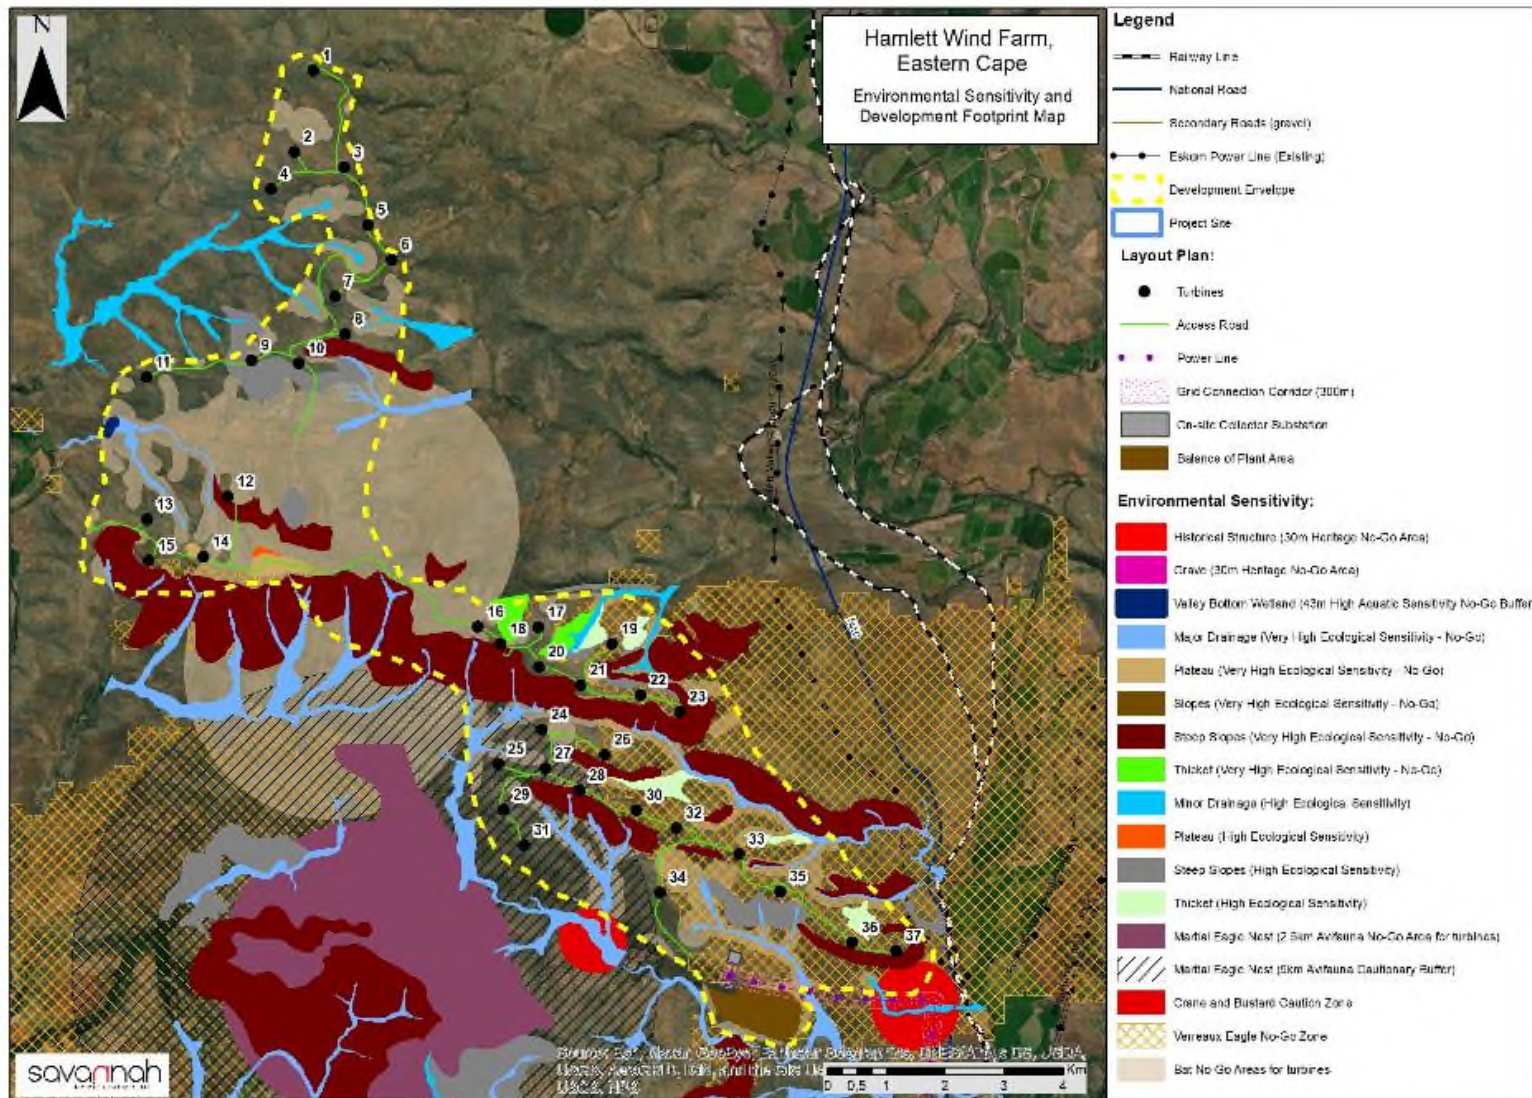 N
Hamlett Wind Farm,
Eastern Cape
Environmental Sensitivity and
Development Footprint Map
1
2
3
4
5
6
7
8
9
10
11
12
13
14
15
16
17
18
19
20
21
22
23
24
25
26
27
28
29
30
31
32
33
34
35
36
37
savannah
0 0,5 1 2 3 4
Km
Legend
Railway Line
National Road
Secondary Roads (gravel)
Eskom Power Line (Existing)
Development Envelope
Project Site
Layout Plan:
Turbines
Access Road
Power Line
Grid Connection Corridor (300m)
On-site Collector Substation
Balance of Plant Area
Environmental Sensitivity:
Historical Structure (30m Heritage No-Go Area)
Grave (30m Heritage No-Go Area)
Valley Bottom Wetland (43m High Aquatic Sensitivity No-Go Buffer
Major Drainage (Very High Ecological Sensitivity - No-Go)
Plateau (Very High Ecological Sensitivity - No-Go)
Slopes (Very High Ecological Sensitivity - No-Go)
Steep Slopes (Very High Ecological Sensitivity - No-Go)
Thicket (Very High Ecological Sensitivity - No-Go)
Minor Drainage (High Ecological Sensitivity)
Plateau (High Ecological Sensitivity)
Steep Slopes (High Ecological Sensitivity)
Thicket (High Ecological Sensitivity)
Martial Eagle Nest (2.5km Avifauna No-Go Area for turbines)
Martial Eagle Nest (5km Avifauna Cautionary Buffer)
Crane and Bustard Caution Zone
Verreaux Eagle No-Go Zone
Bat No-Go Areas for turbines